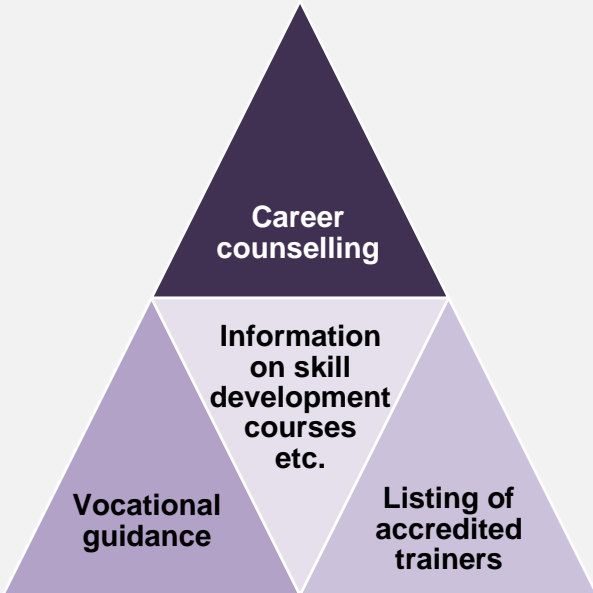 Career
counselling
Information
on skill
development
courses
etc.
Vocational
guidance
Listing of
accredited
trainers